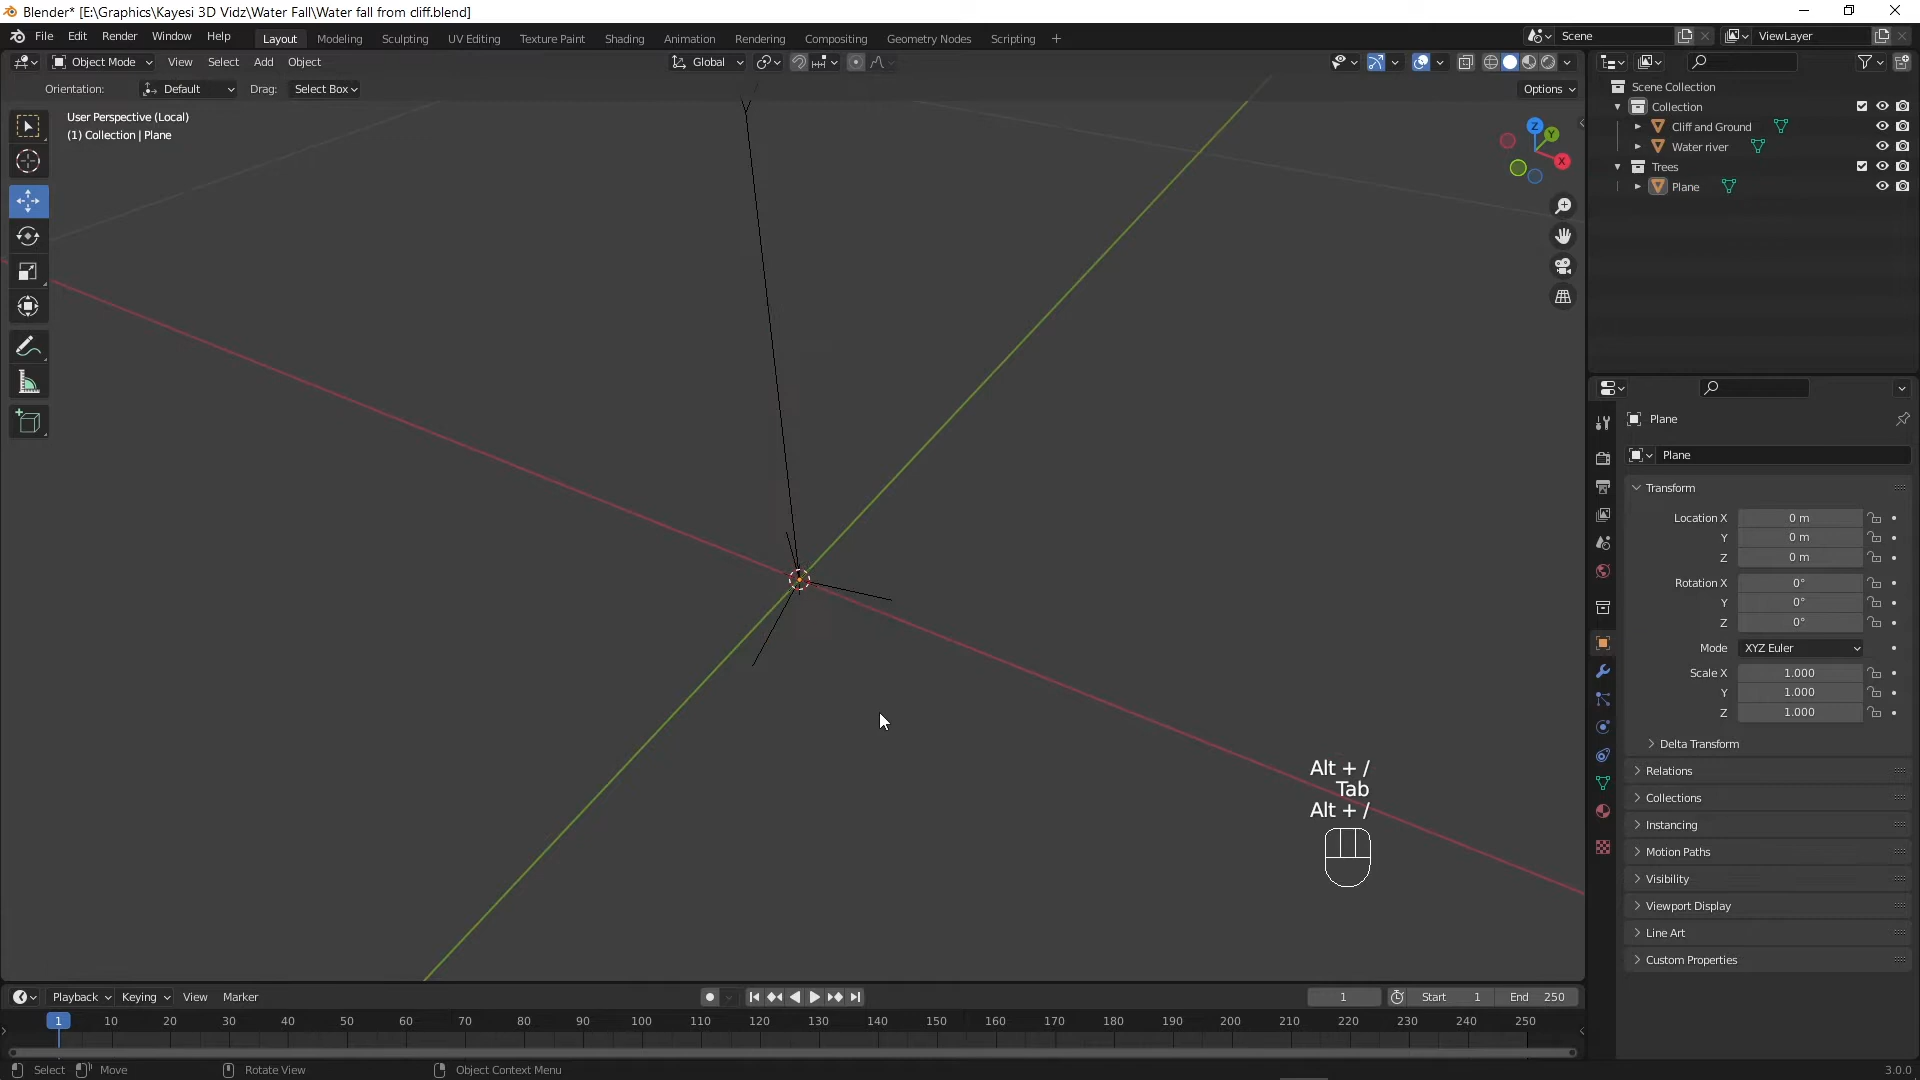 Blender* [E:\Graphics\Kayesi 3D Vidz\Water Fall\Water fall from cliff.blend]
File Edit Render Window Help
Layout Modeling Sculpting UV Editing Texture Paint Shading Animation Rendering Compositing Geometry Nodes Scripting +
Scene
ViewLayer
Object Mode View Select Add Object
Global
Orientation: Default Drag: Select Box
Options
User Perspective (Local)
(1) Collection | Plane
Z
Y
X
Scene Collection
Collection
Cliff and Ground
Water river
Trees
Plane
Plane
Plane
Transform
Location X 0 m
Y 0 m
Z 0 m
Rotation X 0°
Y 0°
Z 0°
Mode XYZ Euler
Scale X 1.000
Y 1.000
Z 1.000
Delta Transform
Relations
Collections
Instancing
Motion Paths
Visibility
Viewport Display
Line Art
Custom Properties
Alt + /
Tab
Alt + /
Playback Keying View Marker
1 Start 1 End 250
1 10 20 30 40 50 60 70 80 90 100 110 120 130 140 150 160 170 180 190 200 210 220 230 240 250
Select Move Rotate View Object Context Menu
3.0.0